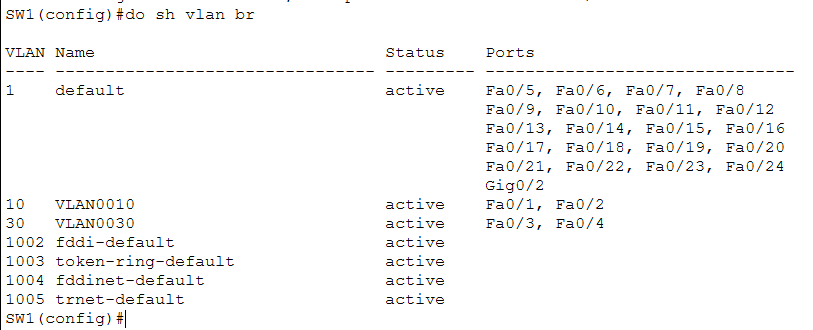 SW1(config)#do sh vlan br
VLAN Name                             Status    Ports
---- -------------------------------- --------- -------------------------------
1    default                          active    Fa0/5, Fa0/6, Fa0/7, Fa0/8
                                                Fa0/9, Fa0/10, Fa0/11, Fa0/12
                                                Fa0/13, Fa0/14, Fa0/15, Fa0/16
                                                Fa0/17, Fa0/18, Fa0/19, Fa0/20
                                                Fa0/21, Fa0/22, Fa0/23, Fa0/24
                                                Gig0/2
10   VLAN0010                         active    Fa0/1, Fa0/2
30   VLAN0030                         active    Fa0/3, Fa0/4
1002 fddi-default                     active
1003 token-ring-default               active
1004 fddinet-default                  active
1005 trnet-default                    active
SW1(config)#